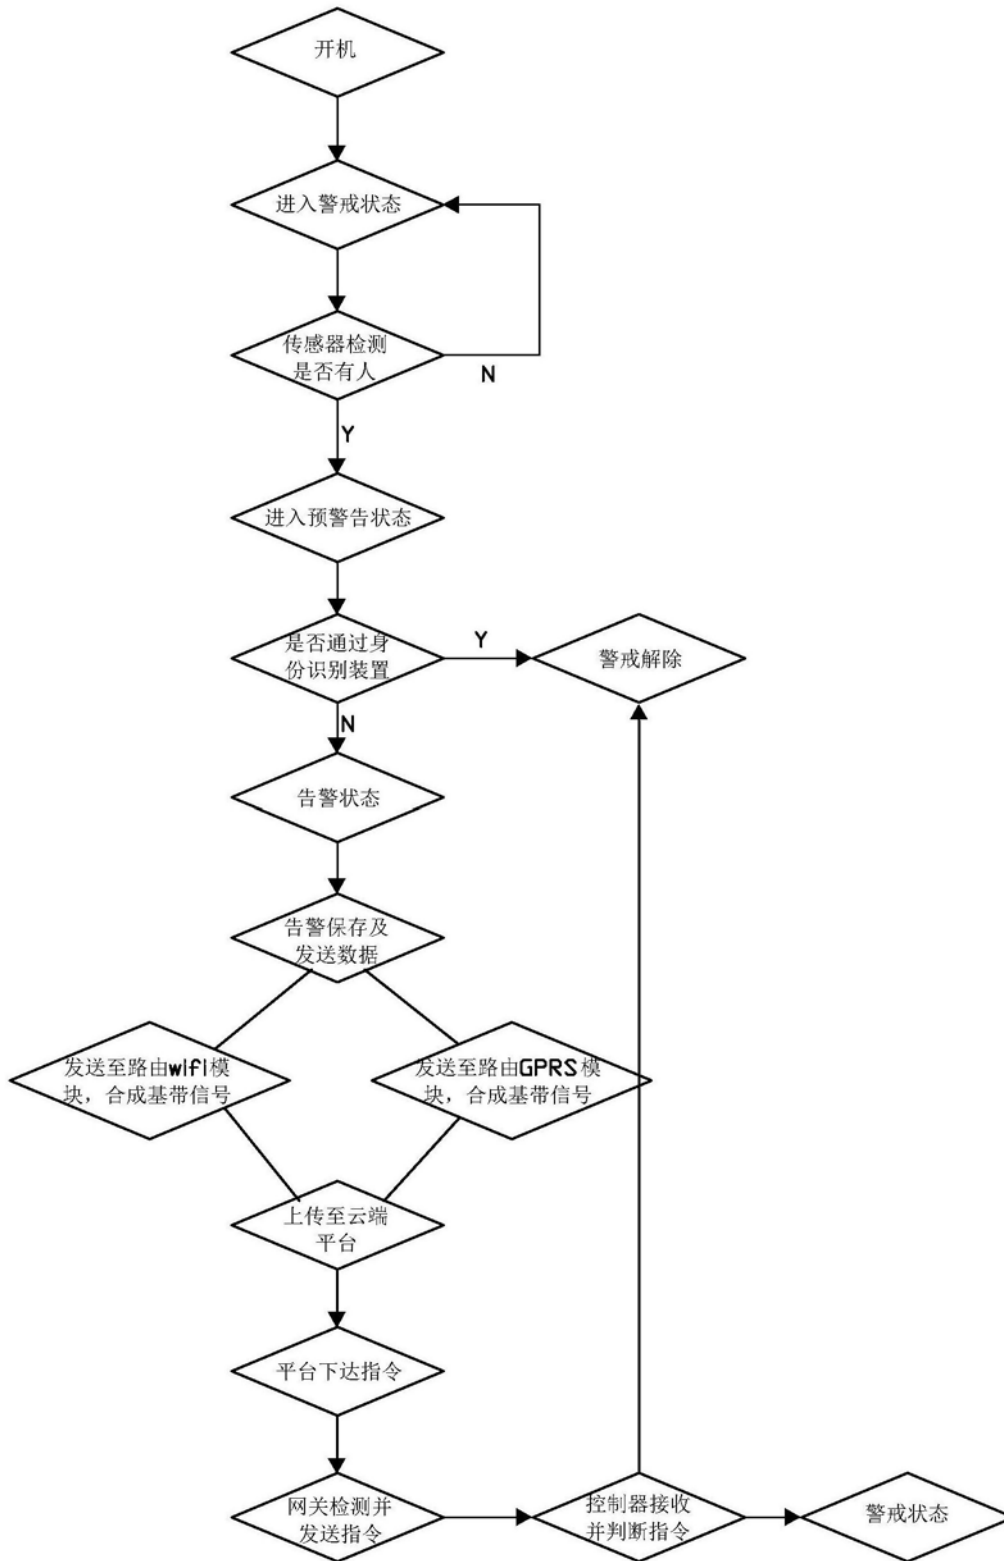 开机
进入警戒状态
传感器检测
是否有人
N
Y
进入预警告状态
是否通过身
份识别装置
Y
警戒解除
N
告警状态
告警保存及
发送数据
发送至路由wifi模
块，合成基带信号
发送至路由GPRS模
块，合成基带信号
上传至云端
平台
平台下达指令
网关检测并
发送指令
控制器接收
并判断指令
警戒状态